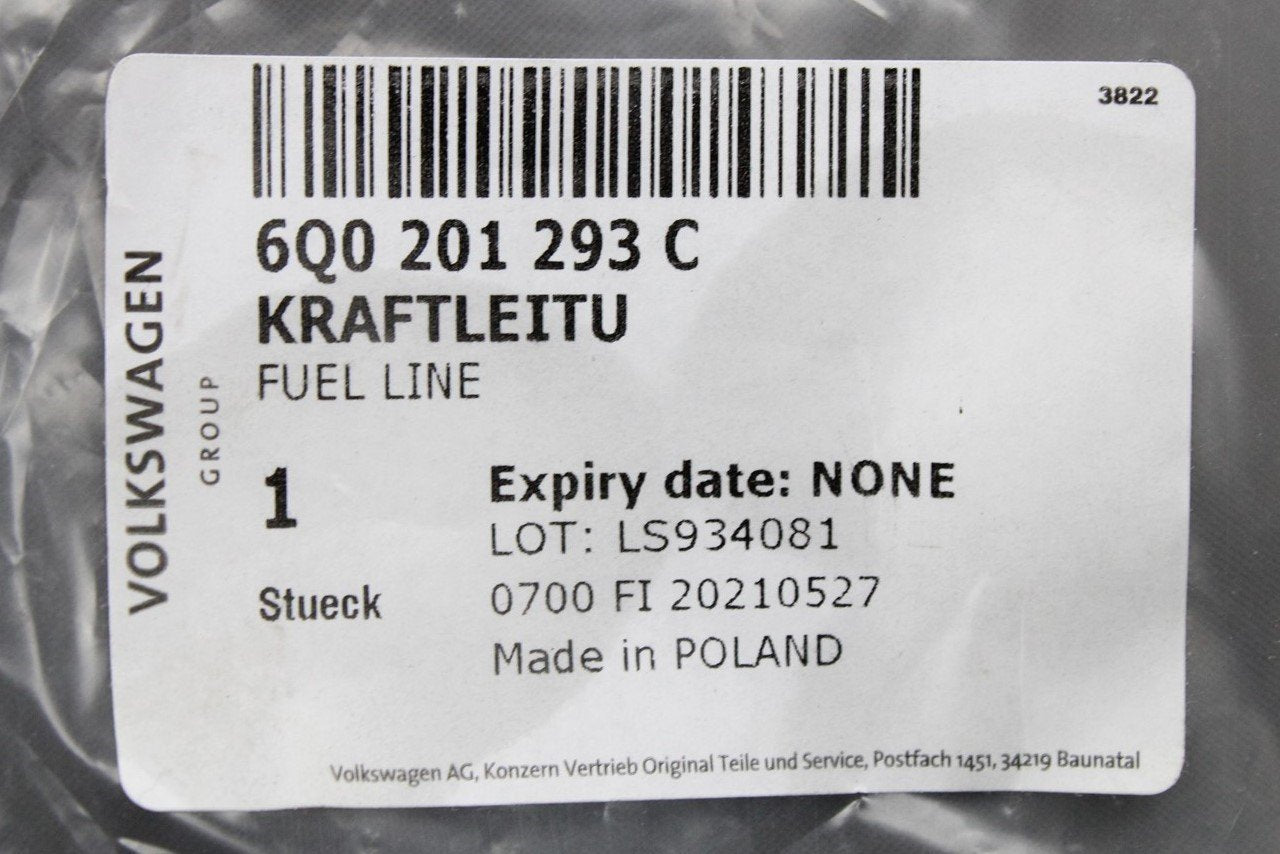 3822
6Q0 201 293 C
KRAFTLEITU
FUEL LINE
VOLKSWAGEN
GROUP
1
Stueck
Expiry date: NONE
LOT: LS934081
0700 FI 20210527
Made in POLAND
Volkswagen AG, Konzern Vertrieb Original Teile und Service, Postfach 1451, 34219 Baunatal